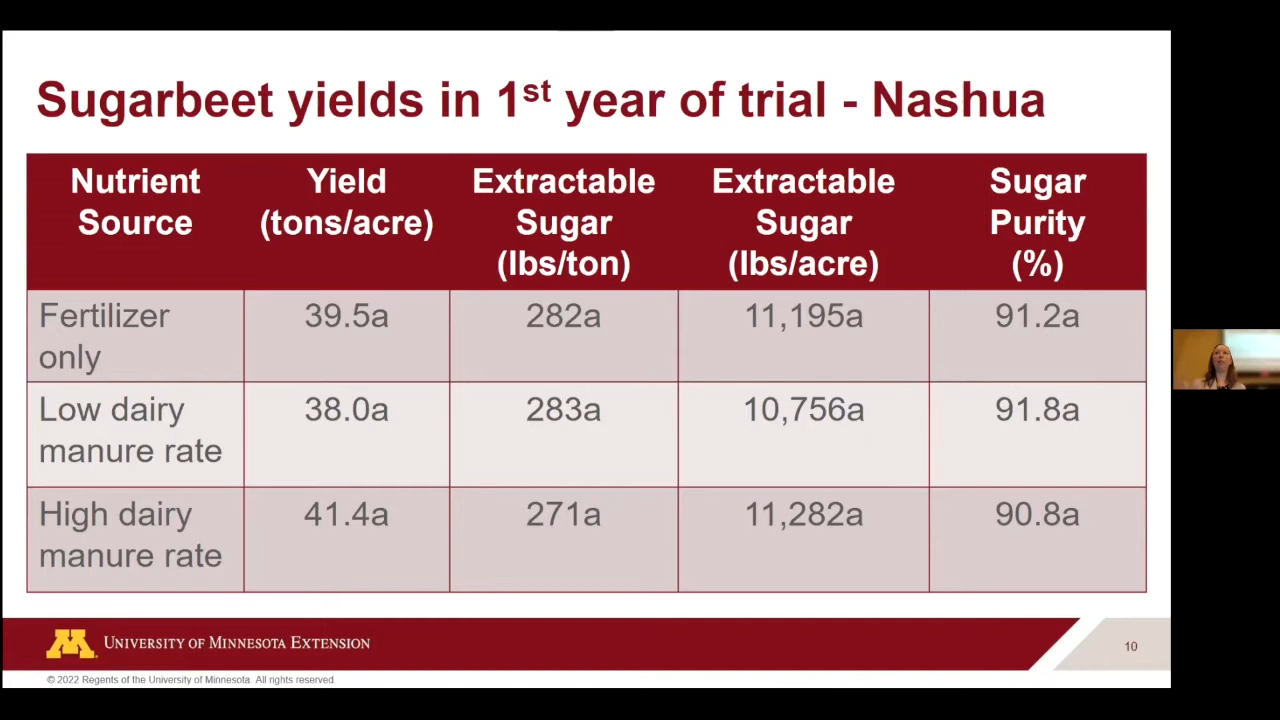 Sugarbeet yields in 1st year of trial - Nashua
Nutrient Source
Yield (tons/acre)
Extractable Sugar (lbs/ton)
Extractable Sugar (lbs/acre)
Sugar Purity (%)
Fertilizer only
39.5a
282a
11,195a
91.2a
Low dairy manure rate
38.0a
283a
10,756a
91.8a
High dairy manure rate
41.4a
271a
11,282a
90.8a
M
UNIVERSITY OF MINNESOTA EXTENSION
10
© 2022 Regents of the University of Minnesota. All rights reserved.